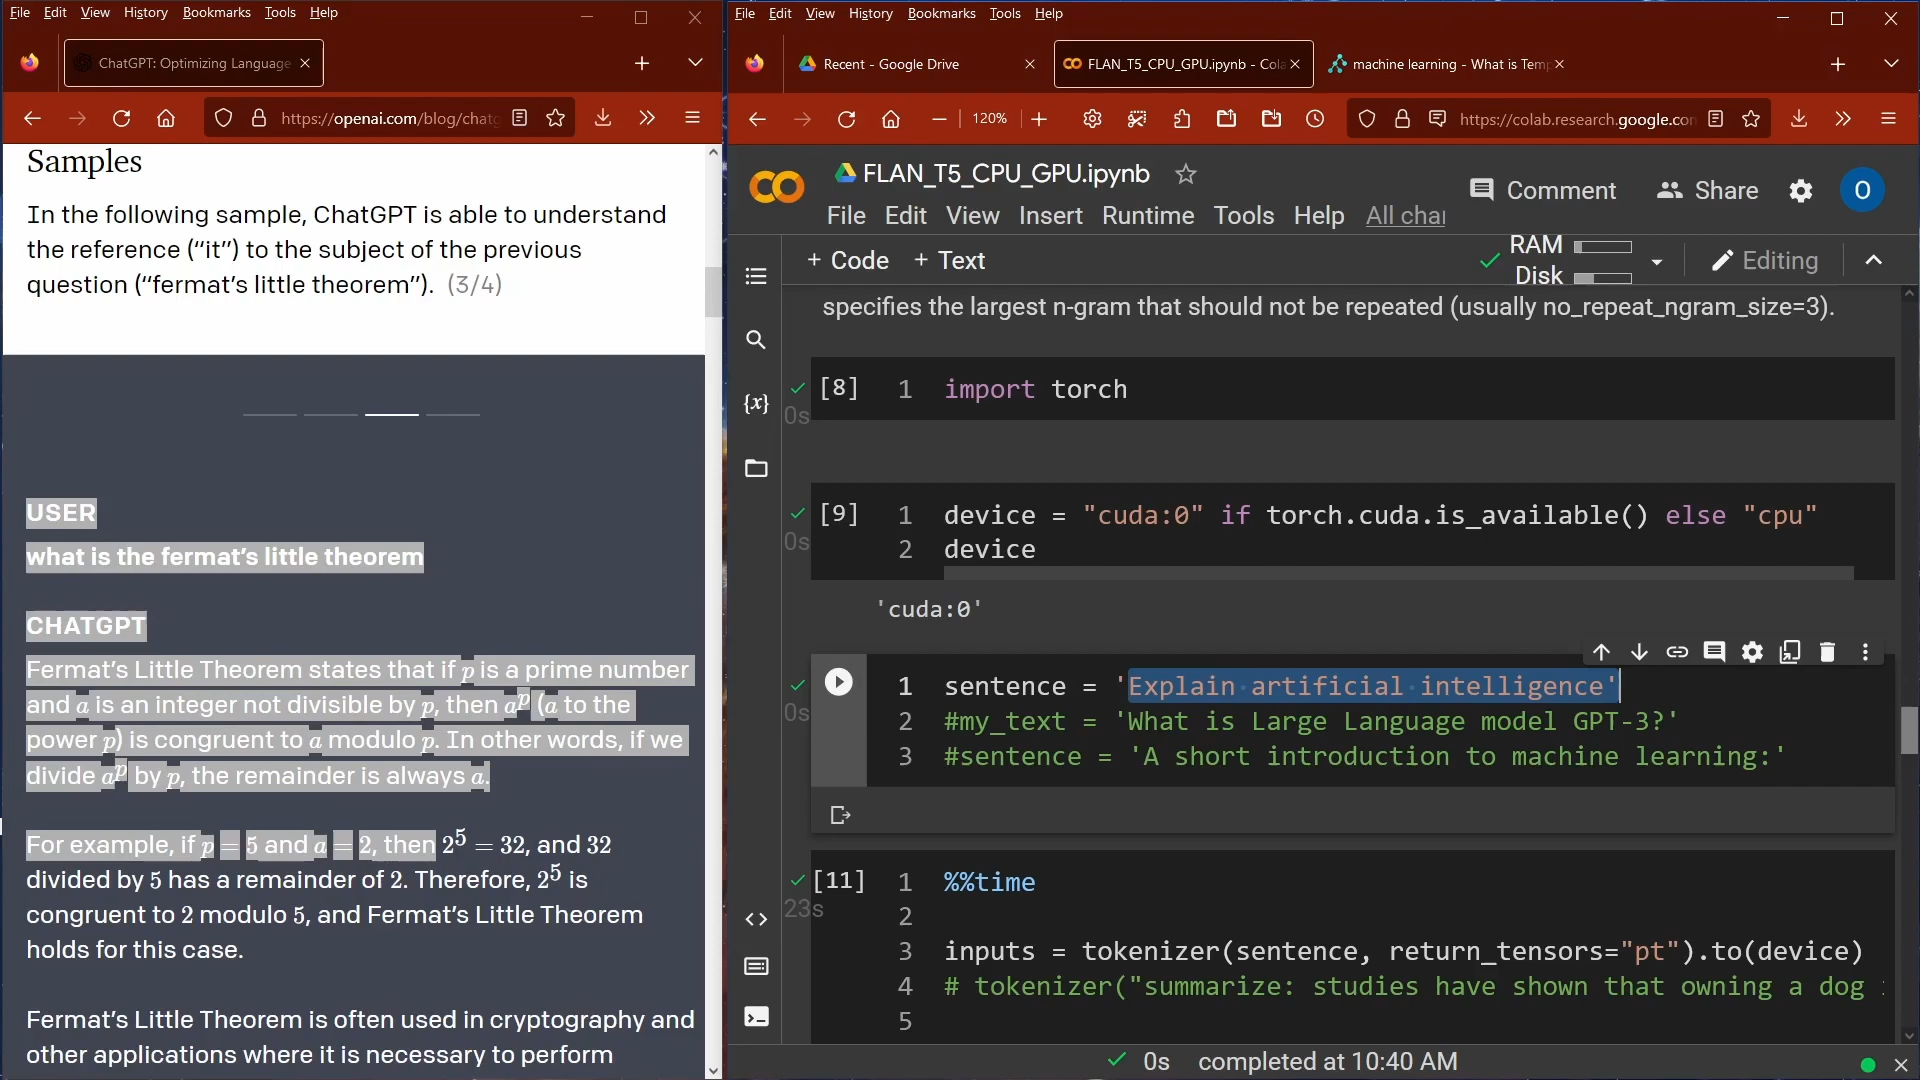 File Edit View History Bookmarks Tools Help
ChatGPT: Optimizing Language
https://openai.com/blog/chatg
Samples
In the following sample, ChatGPT is able to understand
the reference (“it”) to the subject of the previous
question (“fermat’s little theorem”). (3/4)
USER
what is the fermat’s little theorem
CHATGPT
Fermat’s Little Theorem states that if p is a prime number
and a is an integer not divisible by p, then a^p (a to the
power p) is congruent to a modulo p. In other words, if we
divide a^p by p, the remainder is always a.
For example, if p = 5 and a = 2, then 2^5 = 32, and 32
divided by 5 has a remainder of 2. Therefore, 2^5 is
congruent to 2 modulo 5, and Fermat’s Little Theorem
holds for this case.
Fermat’s Little Theorem is often used in cryptography and
other applications where it is necessary to perform
File Edit View History Bookmarks Tools Help
Recent - Google Drive
FLAN_T5_CPU_GPU.ipynb - Cola
machine learning - What is Temp
120%
https://colab.research.google.com
FLAN_T5_CPU_GPU.ipynb
Comment Share O
File Edit View Insert Runtime Tools Help All char
+ Code + Text
RAM
Disk
Editing
specifies the largest n-gram that should not be repeated (usually no_repeat_ngram_size=3).
[8] 1 import torch
0s
[9] 1 device = "cuda:0" if torch.cuda.is_available() else "cpu"
0s 2 device
'cuda:0'
1 sentence = 'Explain artificial intelligence'
0s
2 #my_text = 'What is Large Language model GPT-3?'
3 #sentence = 'A short introduction to machine learning:'
[11] 1 %%time
23s 2
3 inputs = tokenizer(sentence, return_tensors="pt").to(device)
4 # tokenizer("summarize: studies have shown that owning a dog
5
0s completed at 10:40 AM